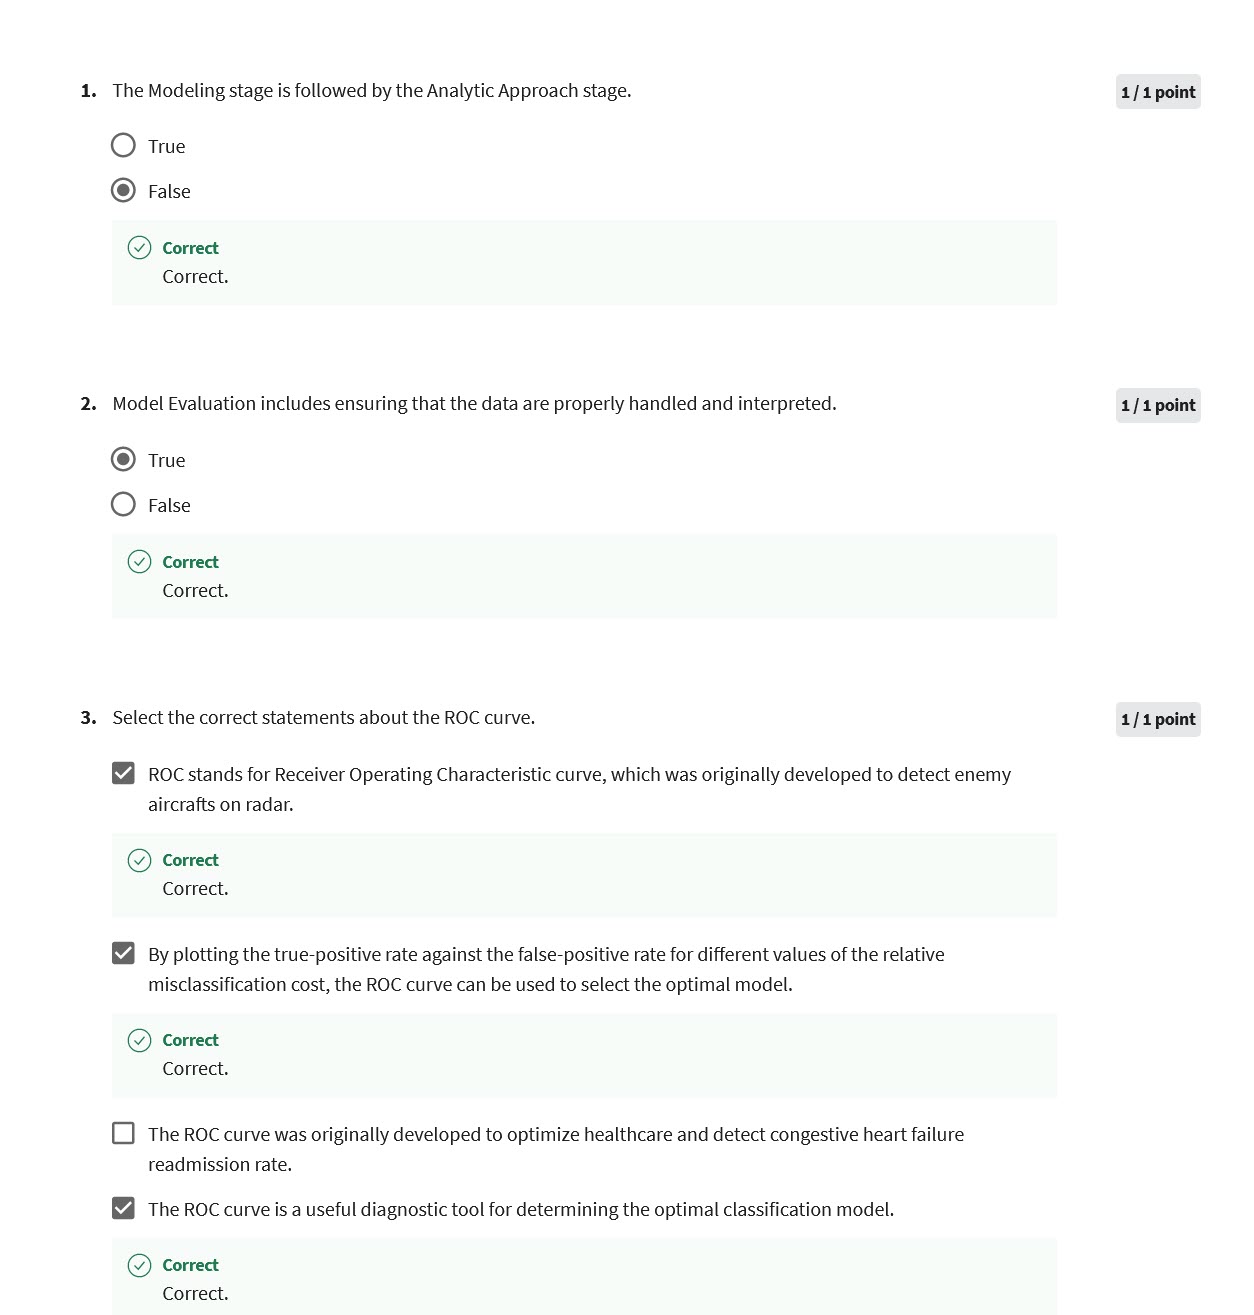 1. The Modeling stage is followed by the Analytic Approach stage.
1 / 1 point
True
False
Correct
Correct.
2. Model Evaluation includes ensuring that the data are properly handled and interpreted.
1 / 1 point
True
False
Correct
Correct.
3. Select the correct statements about the ROC curve.
1 / 1 point
ROC stands for Receiver Operating Characteristic curve, which was originally developed to detect enemy
aircrafts on radar.
Correct
Correct.
By plotting the true-positive rate against the false-positive rate for different values of the relative
misclassification cost, the ROC curve can be used to select the optimal model.
Correct
Correct.
The ROC curve was originally developed to optimize healthcare and detect congestive heart failure
readmission rate.
The ROC curve is a useful diagnostic tool for determining the optimal classification model.
Correct
Correct.